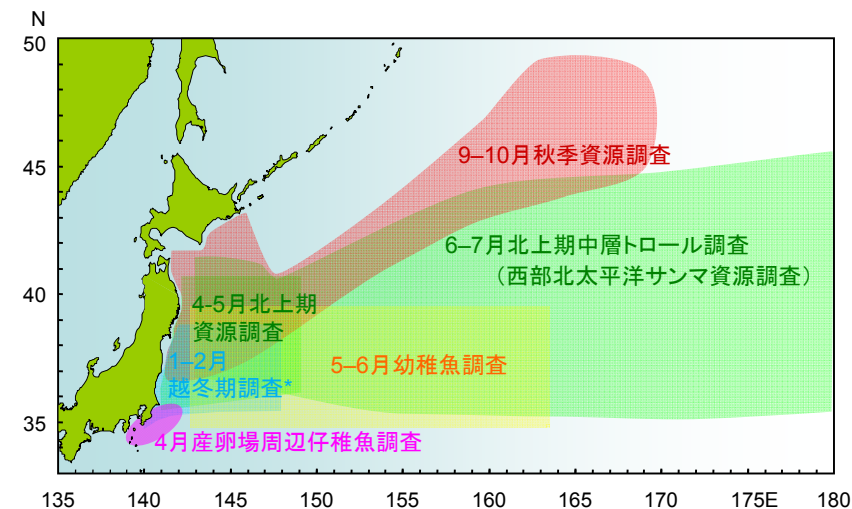 N
50
45
40
35
9–10月秋季資源調査
6–7月北上期中層トロール調査
（西部北太平洋サンマ資源調査）
4-5月北上期
資源調査
1–2月
越冬期調査*
5–6月幼稚魚調査
4月産卵場周辺仔稚魚調査
135 140 145 150 155 160 165 170 175E 180